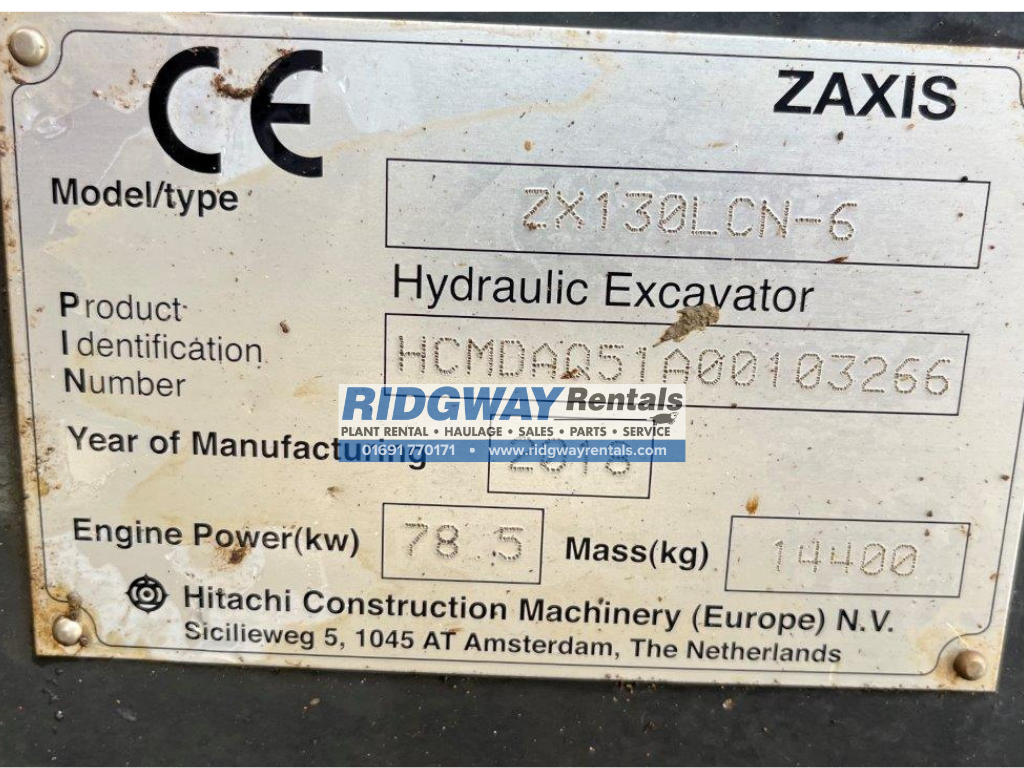 CE
ZAXIS
Model/type ZX130LCN-6
Hydraulic Excavator
Product
Identification
Number
HCMDAQ51A00103266
RIDGWAY Rentals
PLANT RENTAL • HAULAGE • SALES • PARTS • SERVICE
01691 770171 • www.ridgwayrentals.com
Year of Manufacturing 2018
Engine Power(kw) 78.5 Mass(kg) 14400
Hitachi Construction Machinery (Europe) N.V.
Sicilieweg 5, 1045 AT Amsterdam, The Netherlands